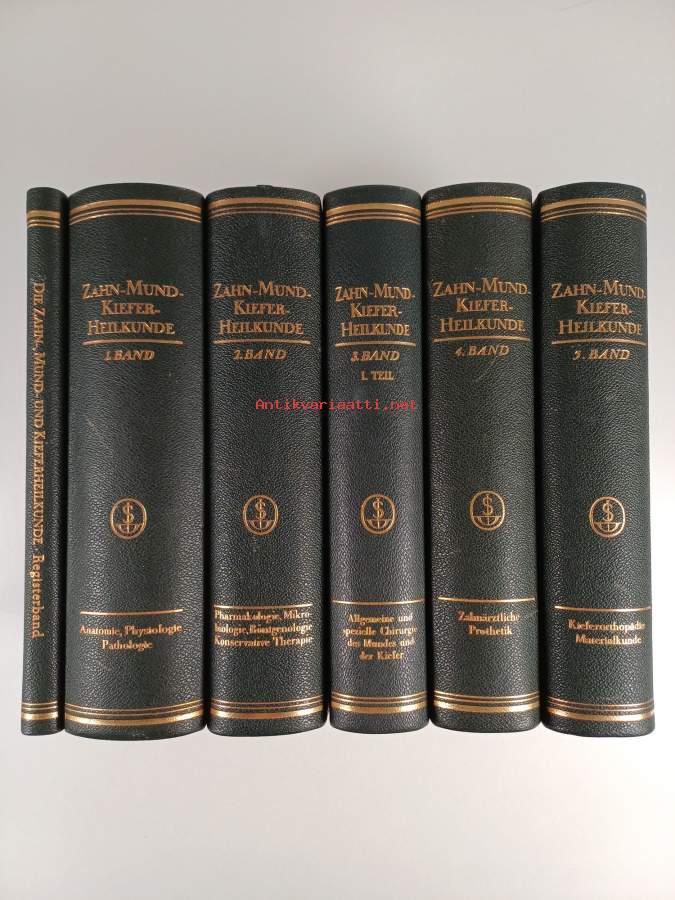 DIE ZAHN-, MUND- UND KIEFERHEILKUNDE · Registerband
ZAHN-MUND-
KIEFER-
HEILKUNDE
1. BAND
Anatomie, Physiologie
Pathologie
ZAHN-MUND-
KIEFER-
HEILKUNDE
2. BAND
Pharmakologie, Mikro-
biologie, Röntgenologie
Konservative Therapie
ZAHN-MUND-
KIEFER-
HEILKUNDE
3. BAND
I. TEIL
Allgemeine und
spezielle Chirurgie
des Mundes und
der Kiefer
ZAHN-MUND-
KIEFER-
HEILKUNDE
4. BAND
Zahnärztliche
Prothetik
ZAHN-MUND-
KIEFER-
HEILKUNDE
5. BAND
Kieferorthopädie
Materialkunde
Antikvariaatti.net